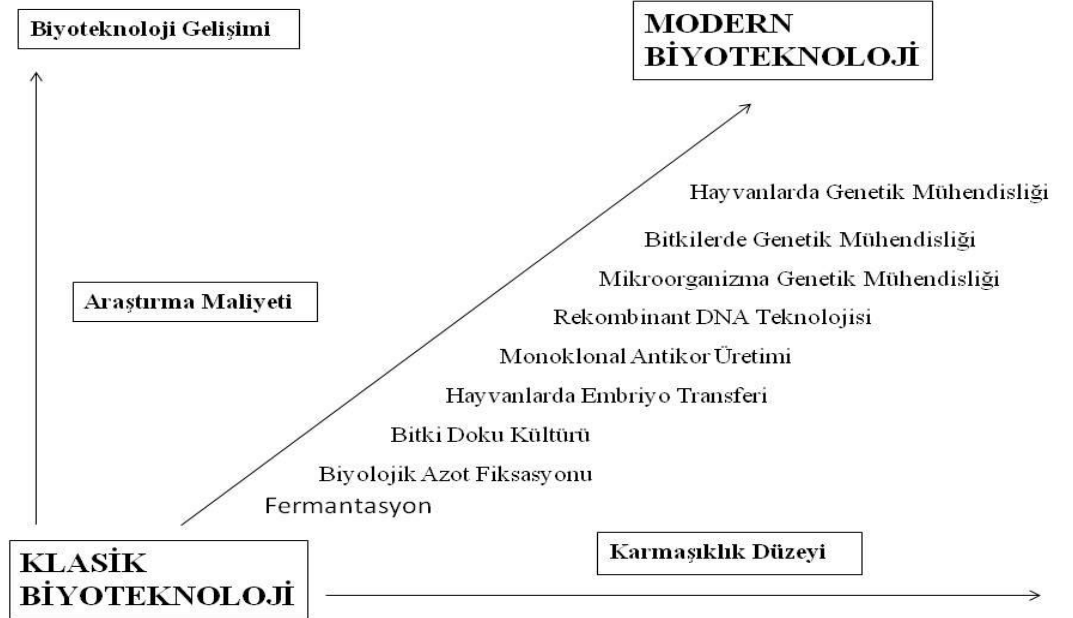 Biyoteknoloji Gelişimi
MODERN
BİYOTEKNOLOJİ
Hayvanlarda Genetik Mühendisliği
Bitkilerde Genetik Mühendisliği
Mikroorganizma Genetik Mühendisliği
Araştırma Maliyeti
Rekombinant DNA Teknolojisi
Monoklonal Antikor Üretimi
Hayvanlarda Embriyo Transferi
Bitki Doku Kültürü
Biyolojik Azot Fiksasyonu
Fermantasyon
KLASİK
BİYOTEKNOLOJİ
Karmaşıklık Düzeyi